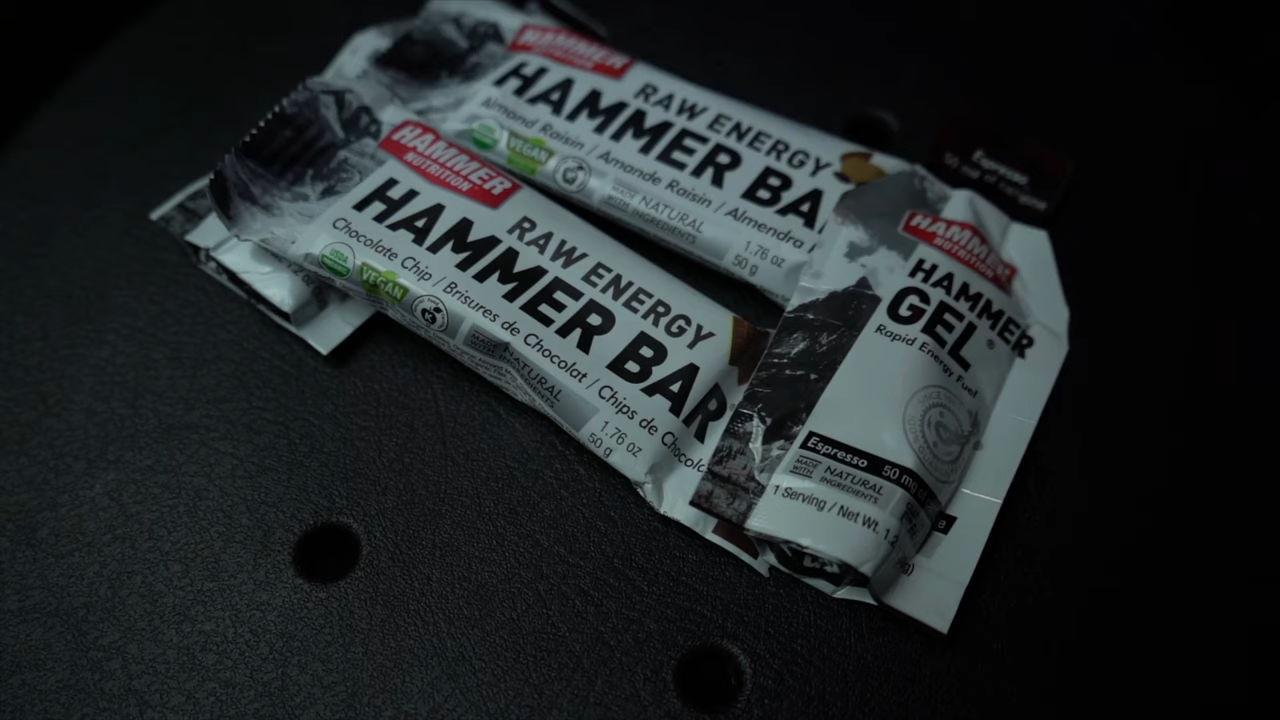 HAMMER
NUTRITION
RAW ENERGY
HAMMER BA
Almond Raisin / Amande Raisin / Almendra
VEGAN
MADE WITH NATURAL INGREDIENTS
1.76 oz
50 g
HAMMER
NUTRITION
RAW ENERGY
HAMMER BAR
Chocolate Chip / Brisures de Chocolat / Chips de Chocola
USDA
VEGAN
MADE WITH NATURAL INGREDIENTS
1.76 oz
50 g
HAMMER
NUTRITION
HAMMER
GEL®
Rapid Energy Fuel
Espresso 50 mg
MADE WITH NATURAL INGREDIENTS
1 Serving / Net Wt. 1.2
Espresso